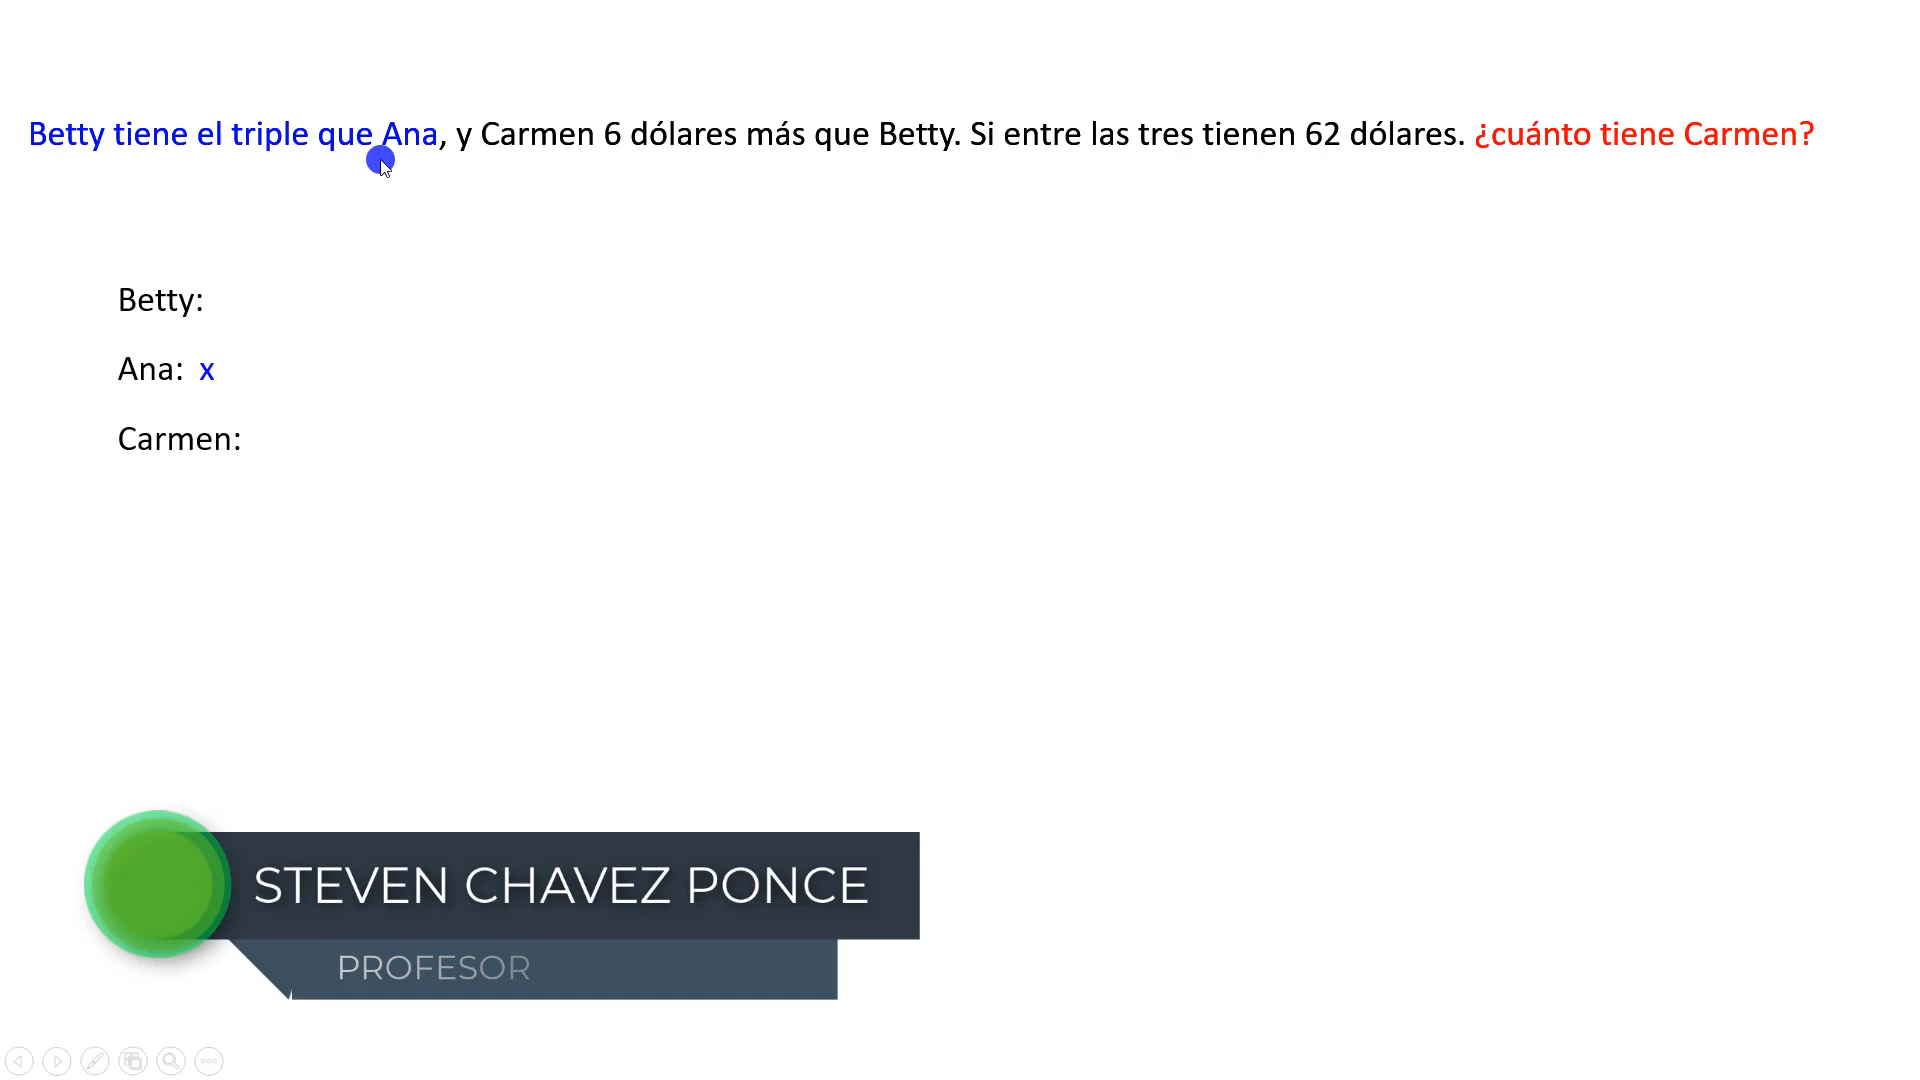 Betty tiene el triple que Ana, y Carmen 6 dólares más que Betty. Si entre las tres tienen 62 dólares. ¿cuánto tiene Carmen?
Betty:
Ana: x
Carmen:
STEVEN CHAVEZ PONCE
PROFESOR